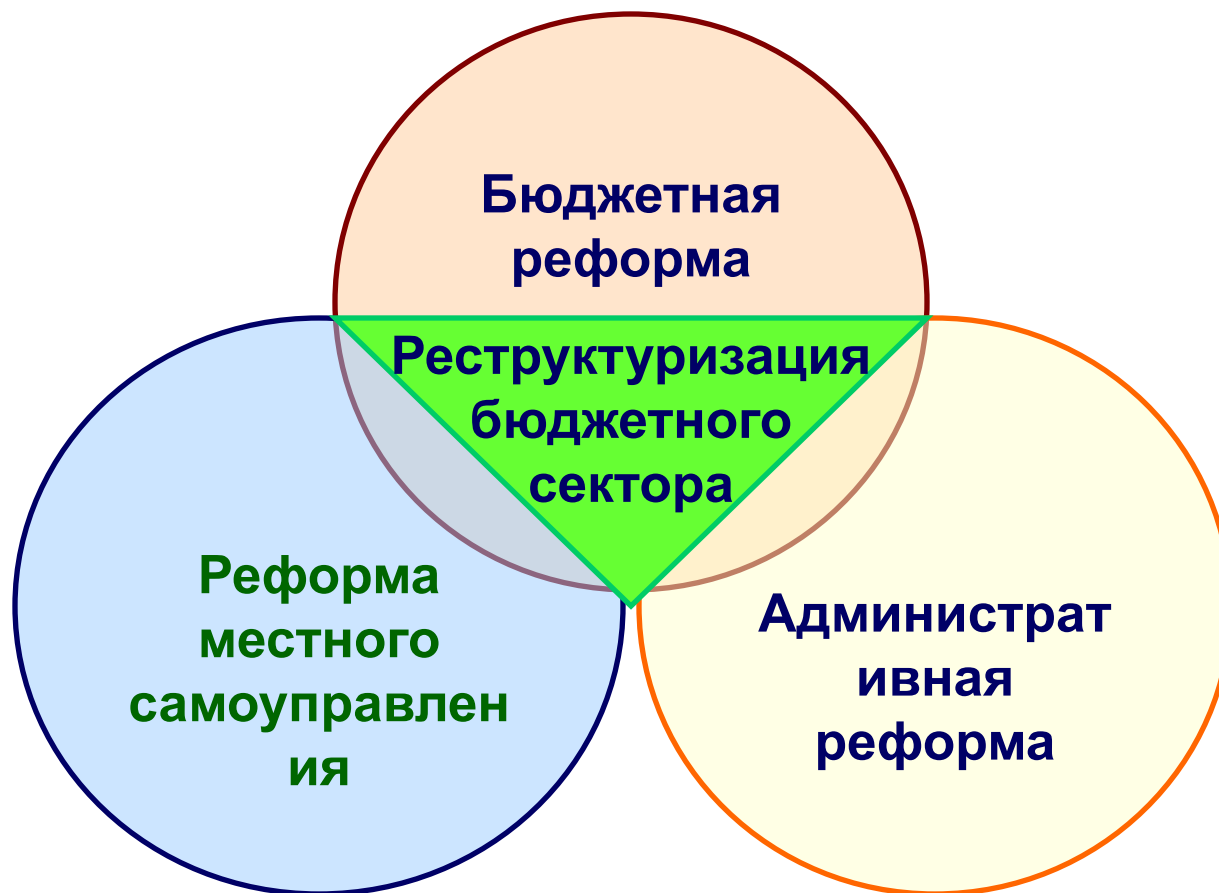 Бюджетная
реформа
Реструктуризация
бюджетного
сектора
Реформа
местного
самоуправлен
ия
Администрат
ивная
реформа